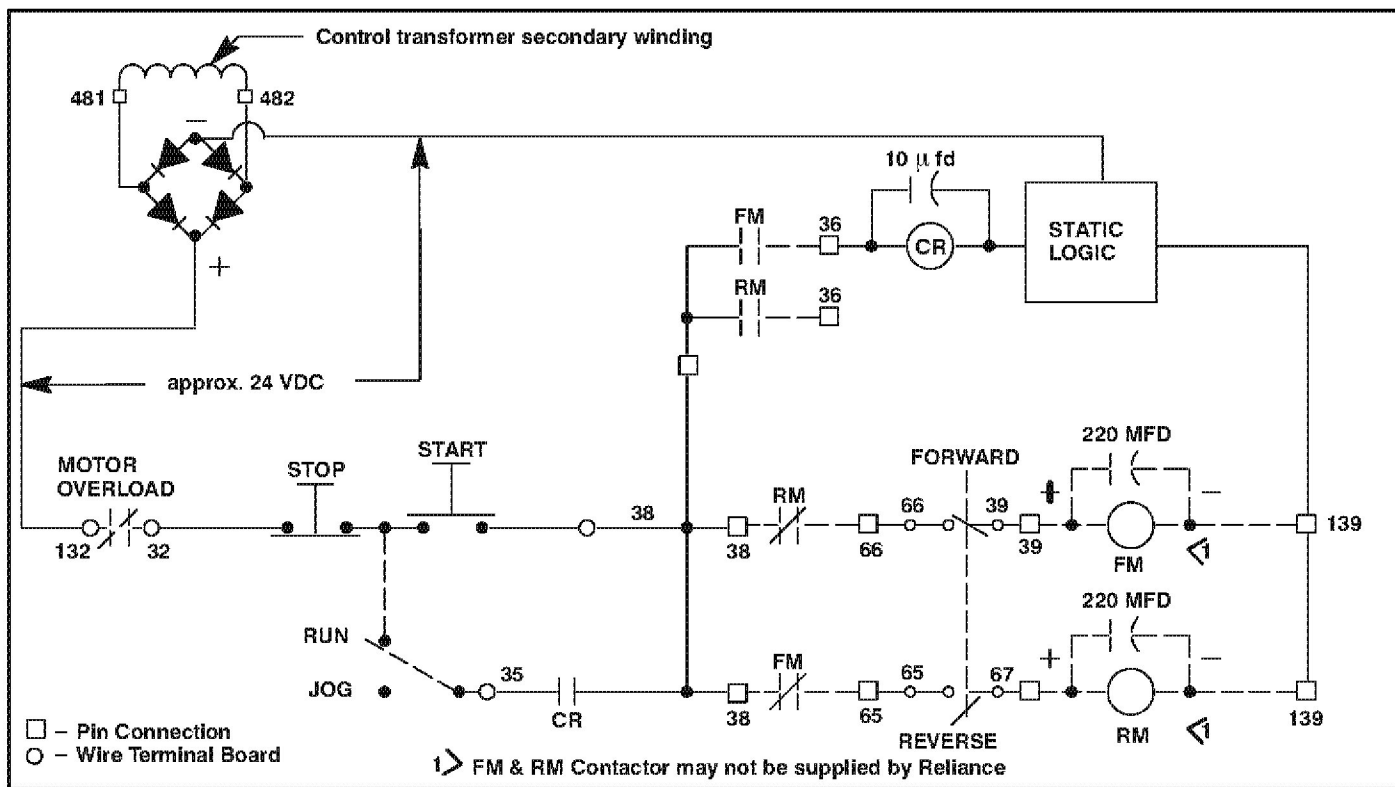 Control transformer secondary winding
481
482
−
+
10 µ fd
FM
36
CR
STATIC
LOGIC
RM
36
approx. 24 VDC
MOTOR
OVERLOAD
STOP
START
132
32
38
RM
38
66
66
FORWARD
39
39
220 MFD
+
−
FM
1
139
RUN
JOG
35
CR
FM
38
65
65
67
REVERSE
220 MFD
+
−
RM
1
139
□ – Pin Connection
○ – Wire Terminal Board
1> FM & RM Contactor may not be supplied by Reliance